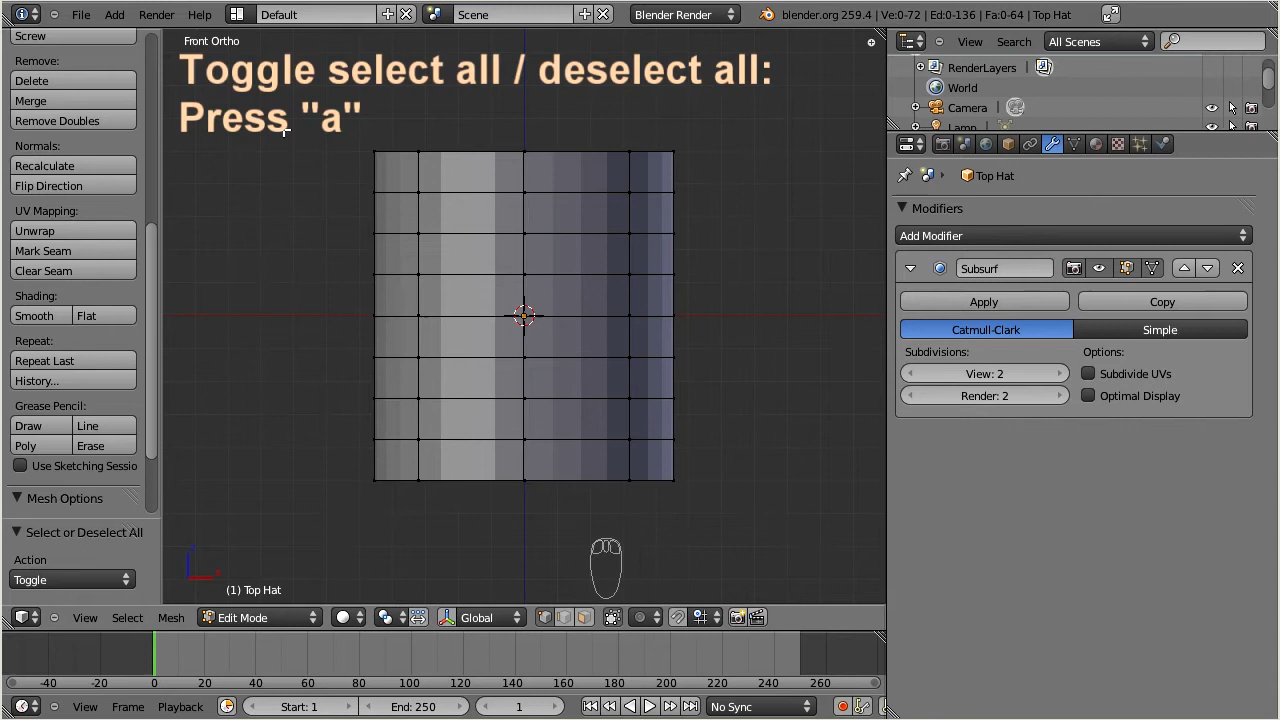 File Add Render Help Default Scene Blender Render blender.org 259.4 | Ve:0-72 | Ed:0-136 | Fa:0-64 | Top Hat
Screw
Remove:
Delete
Merge
Remove Doubles
Normals:
Recalculate
Flip Direction
UV Mapping:
Unwrap
Mark Seam
Clear Seam
Shading:
Smooth Flat
Repeat:
Repeat Last
History...
Grease Pencil:
Draw Line
Poly Erase
Use Sketching Sessio
Mesh Options
Select or Deselect All
Action
Toggle
Front Ortho
Toggle select all / deselect all:
Press "a"
(1) Top Hat
View Select Mesh Edit Mode Global
-40 -20 0 20 40 60 80 100 120 140 160 180 200 220 240 260
View Frame Playback Start: 1 End: 250 1 No Sync
View Search All Scenes
RenderLayers
World
Camera
Lamp
Top Hat
Modifiers
Add Modifier
Subsurf
Apply Copy
Catmull-Clark Simple
Subdivisions: Options:
View: 2 Subdivide UVs
Render: 2 Optimal Display